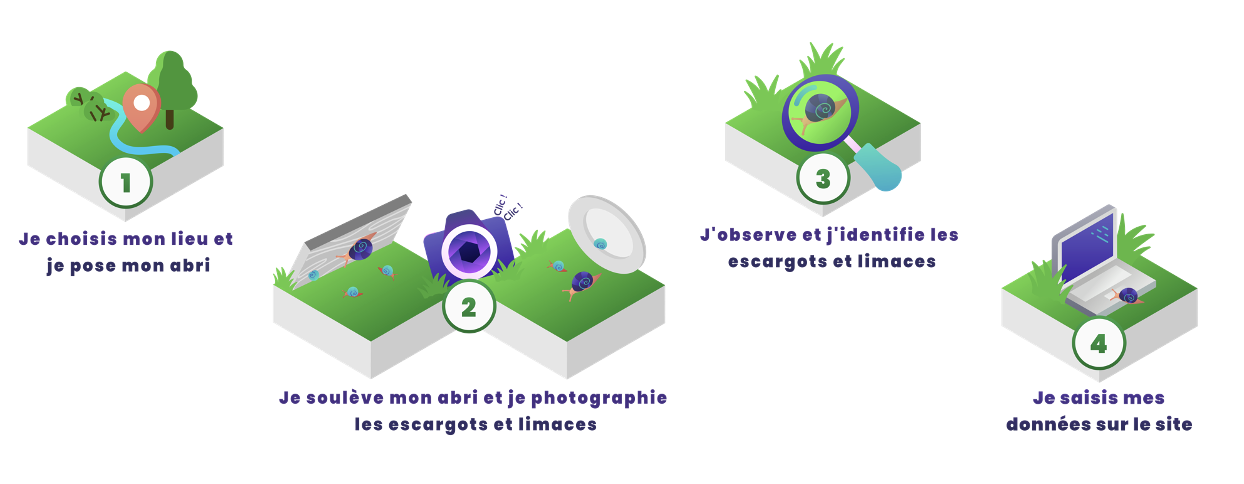 1
Je choisis mon lieu et
je pose mon abri
Clic !
Clic !
2
Je soulève mon abri et je photographie
les escargots et limaces
3
J'observe et j'identifie les
escargots et limaces
4
Je saisis mes
données sur le site